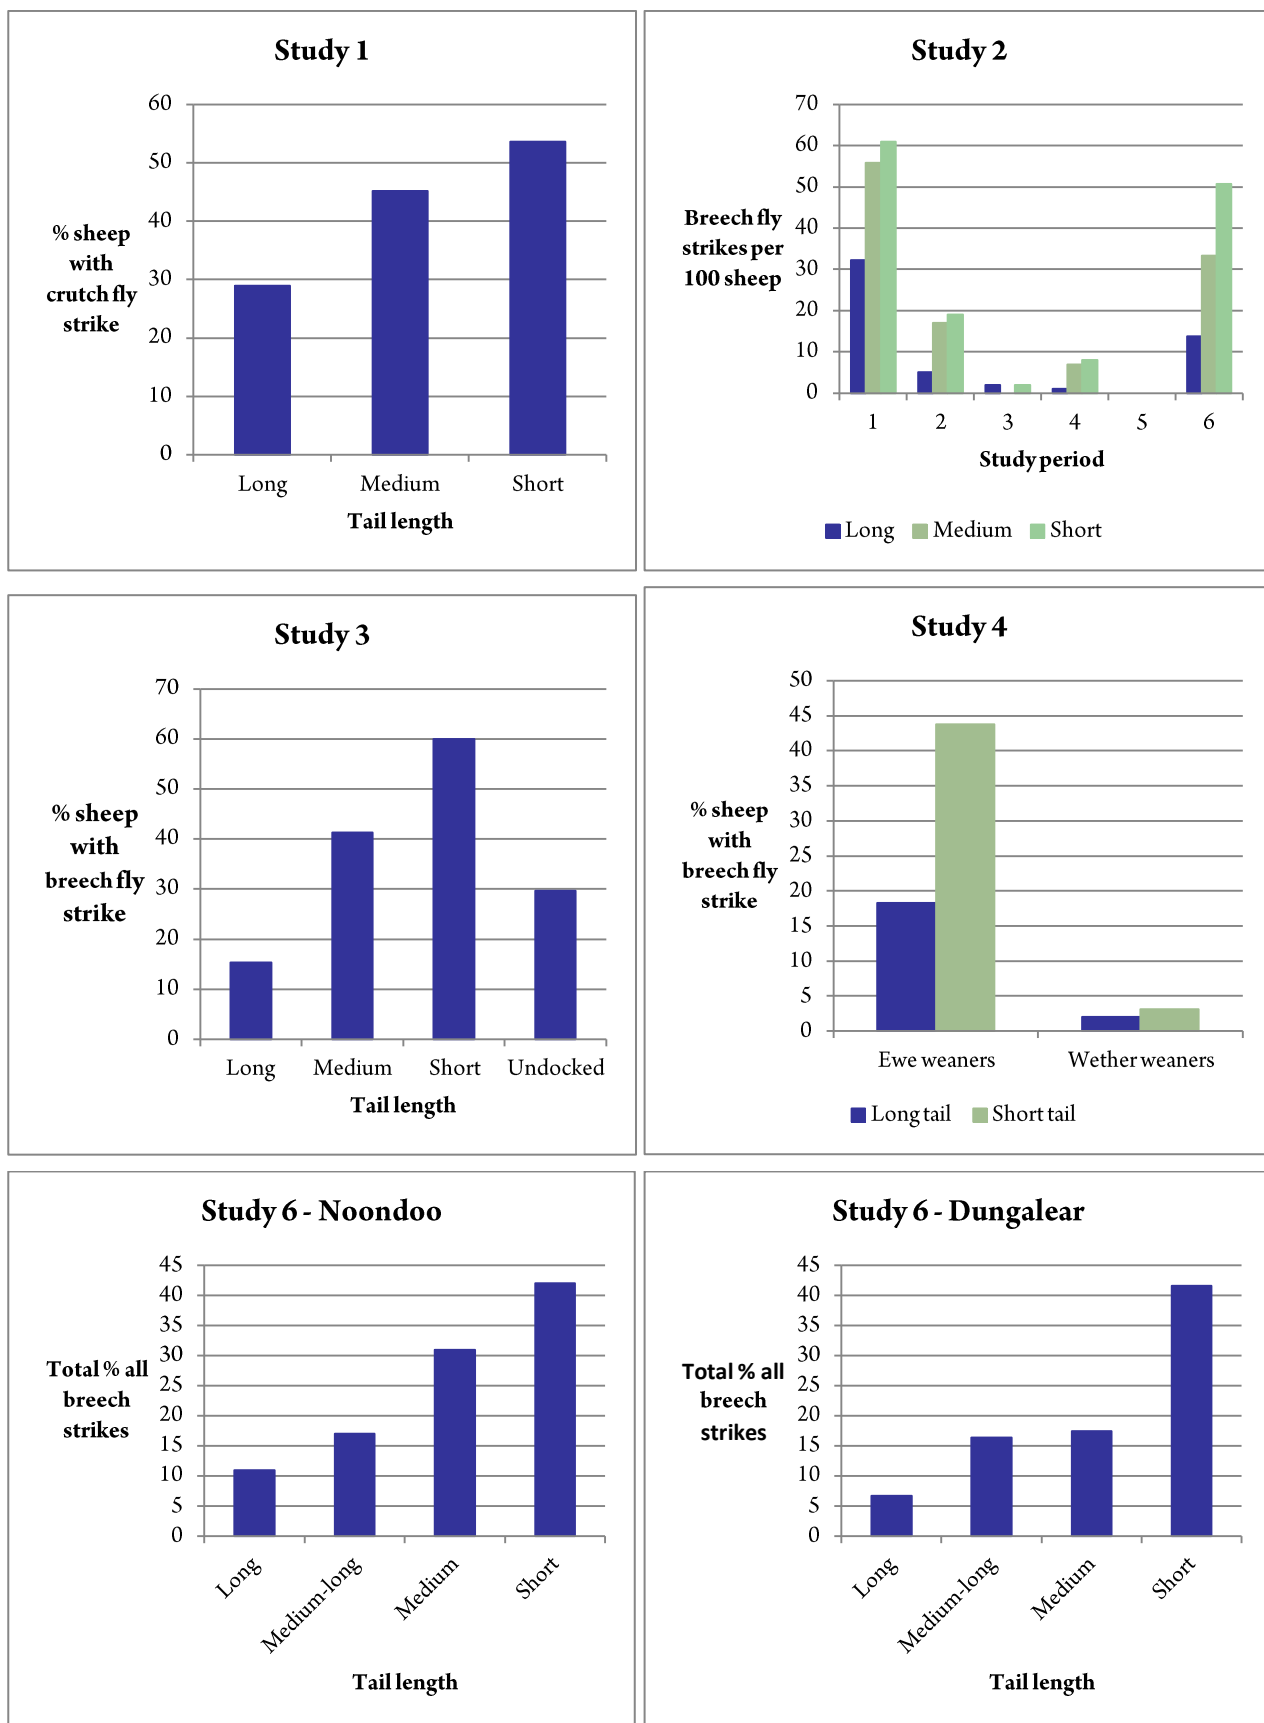 Study 1
60
50
40
30
20
10
0
% sheep
with
crutch fly
strike
Long Medium Short
Tail length
Study 2
70
60
50
40
30
20
10
0
Breech fly
strikes per
100 sheep
1 2 3 4 5 6
Study period
Long Medium Short
Study 3
70
60
50
40
30
20
10
0
% sheep
with
breech fly
strike
Long Medium Short Undocked
Tail length
Study 4
50
45
40
35
30
25
20
15
10
5
0
% sheep
with
breech fly
strike
Ewe weaners Wether weaners
Long tail Short tail
Study 6 - Noondoo
45
40
35
30
25
20
15
10
5
0
Total % all
breech
strikes
Long Medium-long Medium Short
Tail length
Study 6 - Dungalear
45
40
35
30
25
20
15
10
5
0
Total % all
breech
strikes
Long Medium-long Medium Short
Tail length